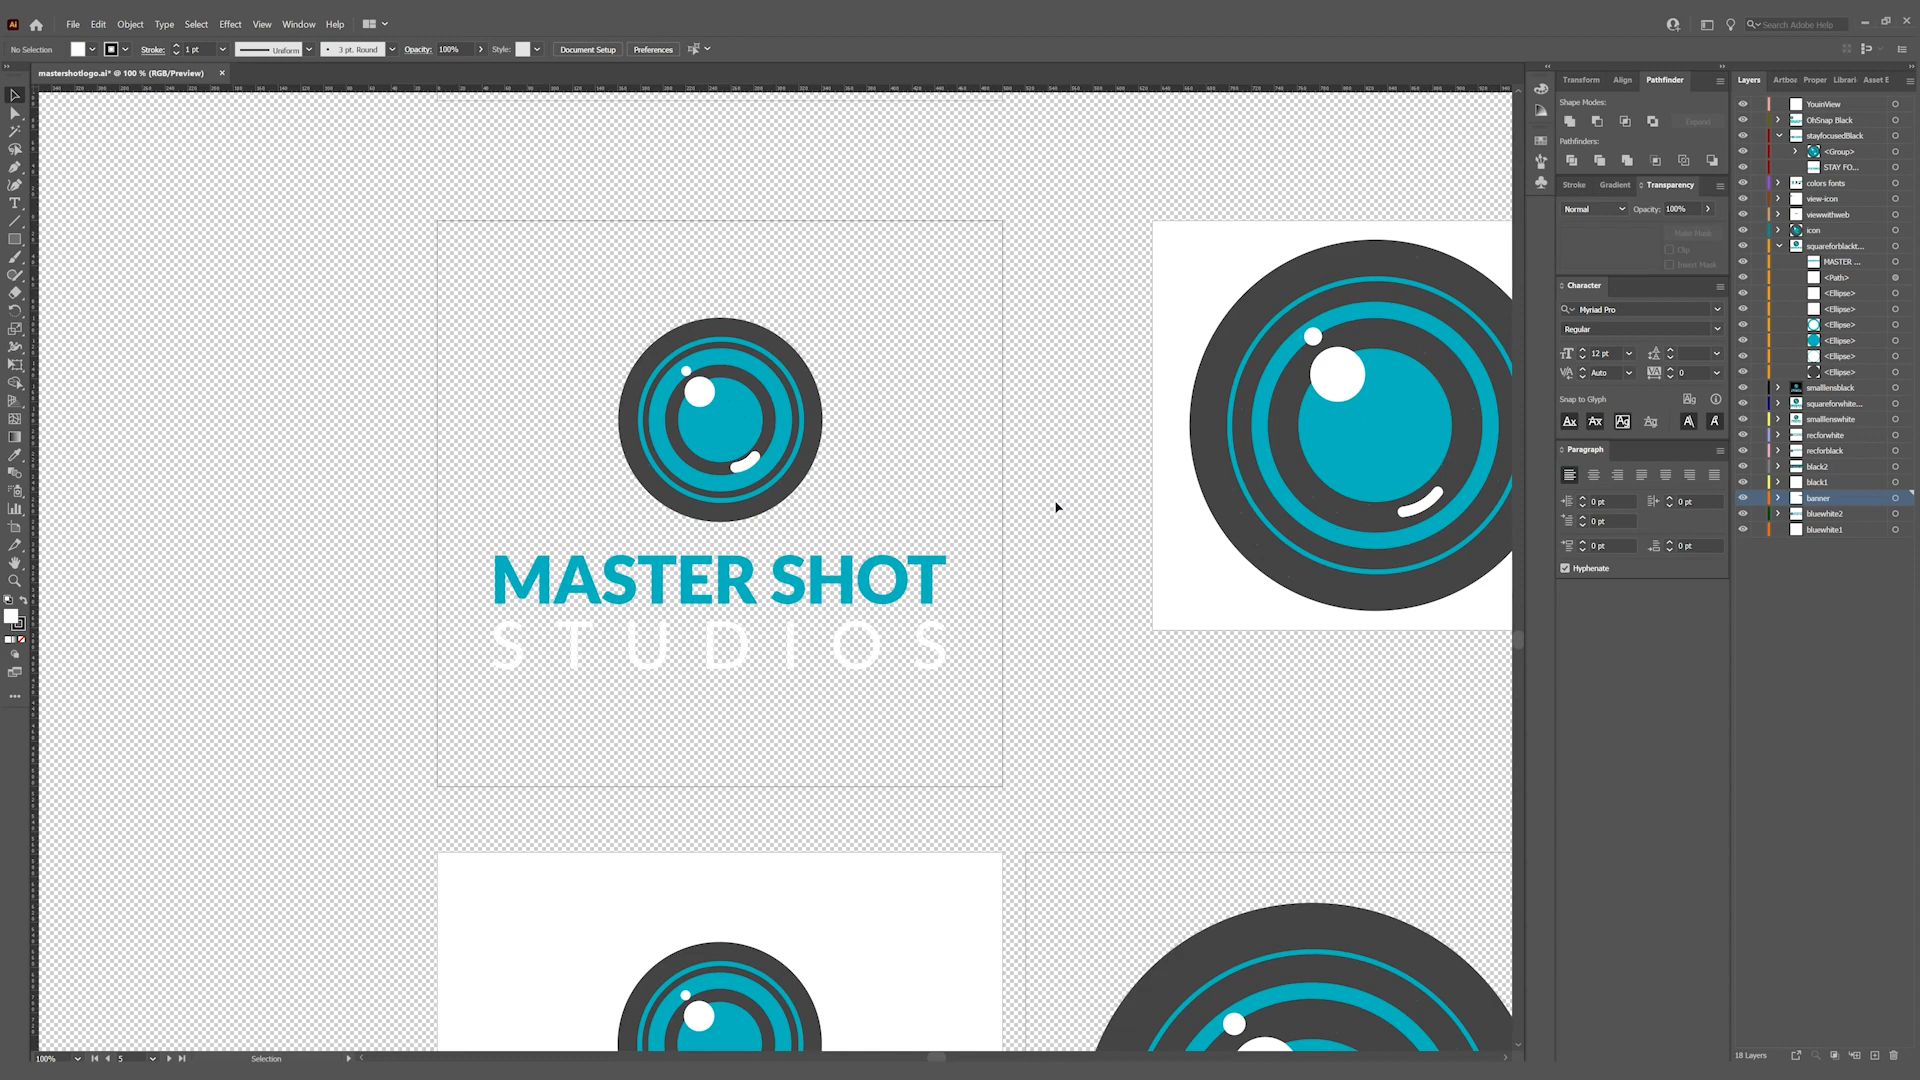 Ai File Edit Object Type Select Effect View Window Help Search Adobe Help
No Selection Stroke: 1 pt Uniform 3 pt. Round Opacity: 100% Style: Document Setup Preferences
mastershotlogo.ai* @ 100 % (RGB/Preview) ×
MASTER SHOT
STUDIOS
100% 5 Selection
Transform Align Pathfinder
Shape Modes:
Expand
Pathfinders:
Stroke Gradient Transparency
Normal Opacity: 100%
Make Mask
Clip
Invert Mask
Character
Myriad Pro
Regular
12 pt
Auto 0
Snap to Glyph
Paragraph
0 pt 0 pt
0 pt
0 pt 0 pt
Hyphenate
Layers Artboa Proper Librari Asset E
YouinView
OhSnap Black
stayfocusedBlack
<Group>
STAY FO...
colors fonts
view-icon
viewwithweb
icon
squareforblackt...
MASTER ...
<Path>
<Ellipse>
<Ellipse>
<Ellipse>
<Ellipse>
<Ellipse>
<Ellipse>
smalllensblack
squareforwhite...
smalllenswhite
recforwhite
recforblack
black2
black1
banner
bluewhite2
bluewhite1
18 Layers